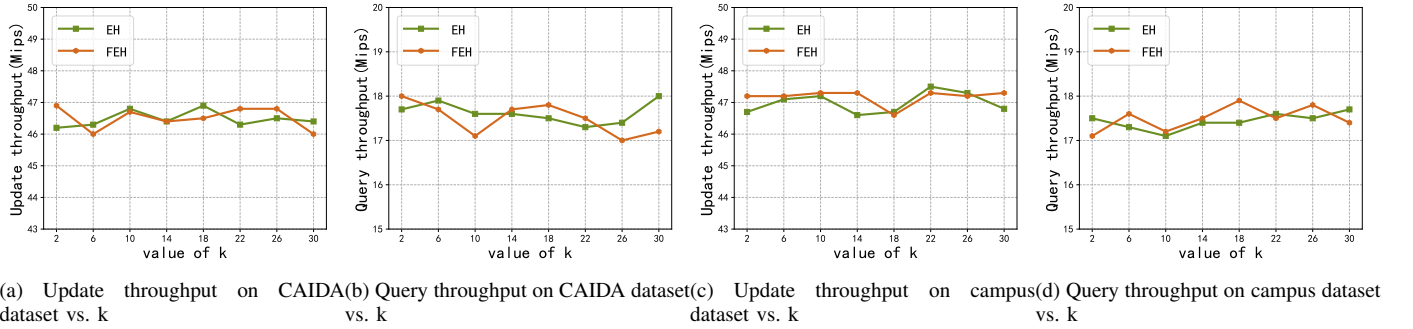 50
49
48
47
46
45
44
43
Update throughput(Mips)
EH
FEH
2 6 10 14 18 22 26 30
value of k
20
19
18
17
16
15
Query throughput(Mips)
EH
FEH
2 6 10 14 18 22 26 30
value of k
50
49
48
47
46
45
44
43
Update throughput(Mips)
EH
FEH
2 6 10 14 18 22 26 30
value of k
20
19
18
17
16
15
Query throughput(Mips)
EH
FEH
2 6 10 14 18 22 26 30
value of k
(a) Update throughput on CAIDA
dataset vs. k
(b) Query throughput on CAIDA dataset
vs. k
(c) Update throughput on campus
dataset vs. k
(d) Query throughput on campus dataset
vs. k